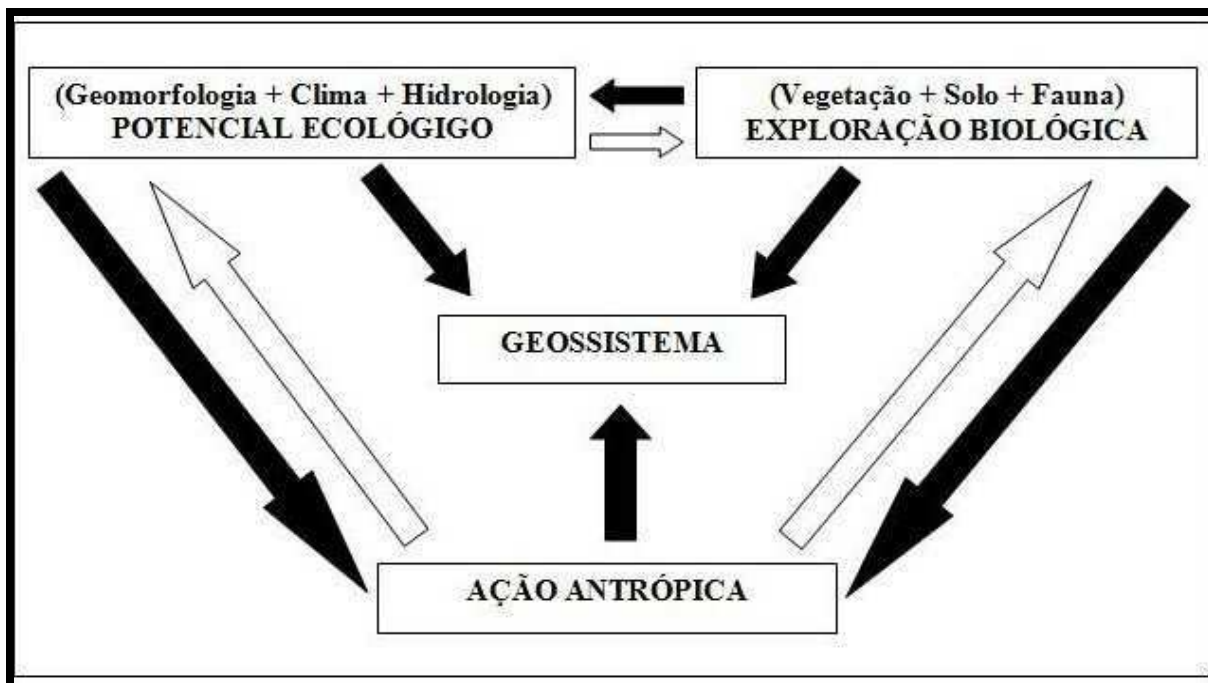 (Geomorfologia + Clima + Hidrologia)
POTENCIAL ECOLÓGIGO
(Vegetação + Solo + Fauna)
EXPLORAÇÃO BIOLÓGICA
GEOSSISTEMA
AÇÃO ANTRÓPICA